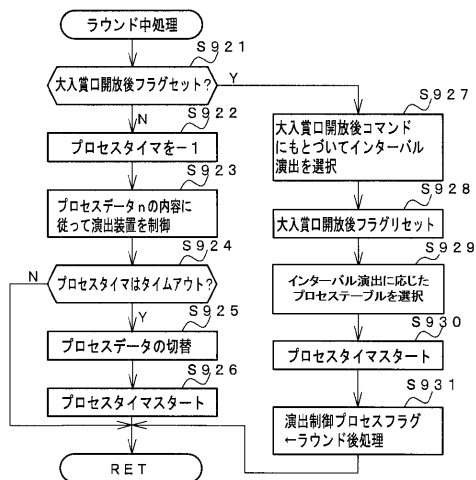 ラウンド中処理
S921
大入賞口開放後フラグセット?
Y
N
S922
プロセスタイマを−1
S923
プロセスデータnの内容に
従って演出装置を制御
S924
プロセスタイマはタイムアウト?
N
Y
S925
プロセスデータの切替
S926
プロセスタイマスタート
RET
S927
大入賞口開放後コマンド
にもとづいてインターバル
演出を選択
S928
大入賞口開放後フラグリセット
S929
インターバル演出に応じた
プロセステーブルを選択
S930
プロセスタイマスタート
S931
演出制御プロセスフラグ
←ラウンド後処理